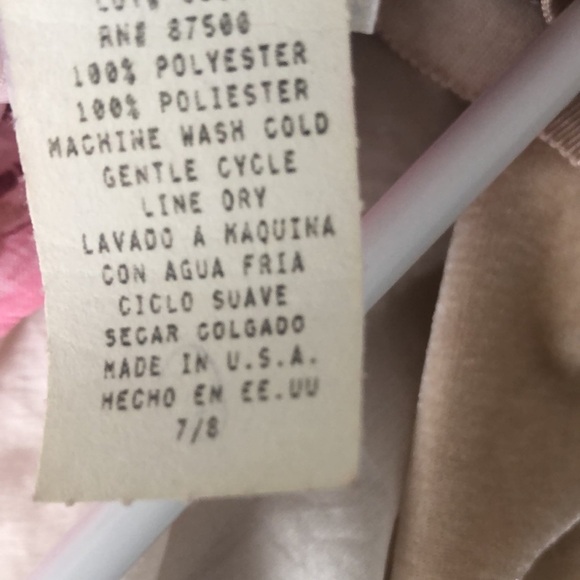 RN# 87500
100% POLYESTER
100% POLIESTER
MACHINE WASH COLD
GENTLE CYCLE
LINE DRY
LAVADO A MAQUINA
CON AGUA FRIA
CICLO SUAVE
SECAR COLGADO
MADE IN U.S.A.
HECHO EN EE.UU
7/8